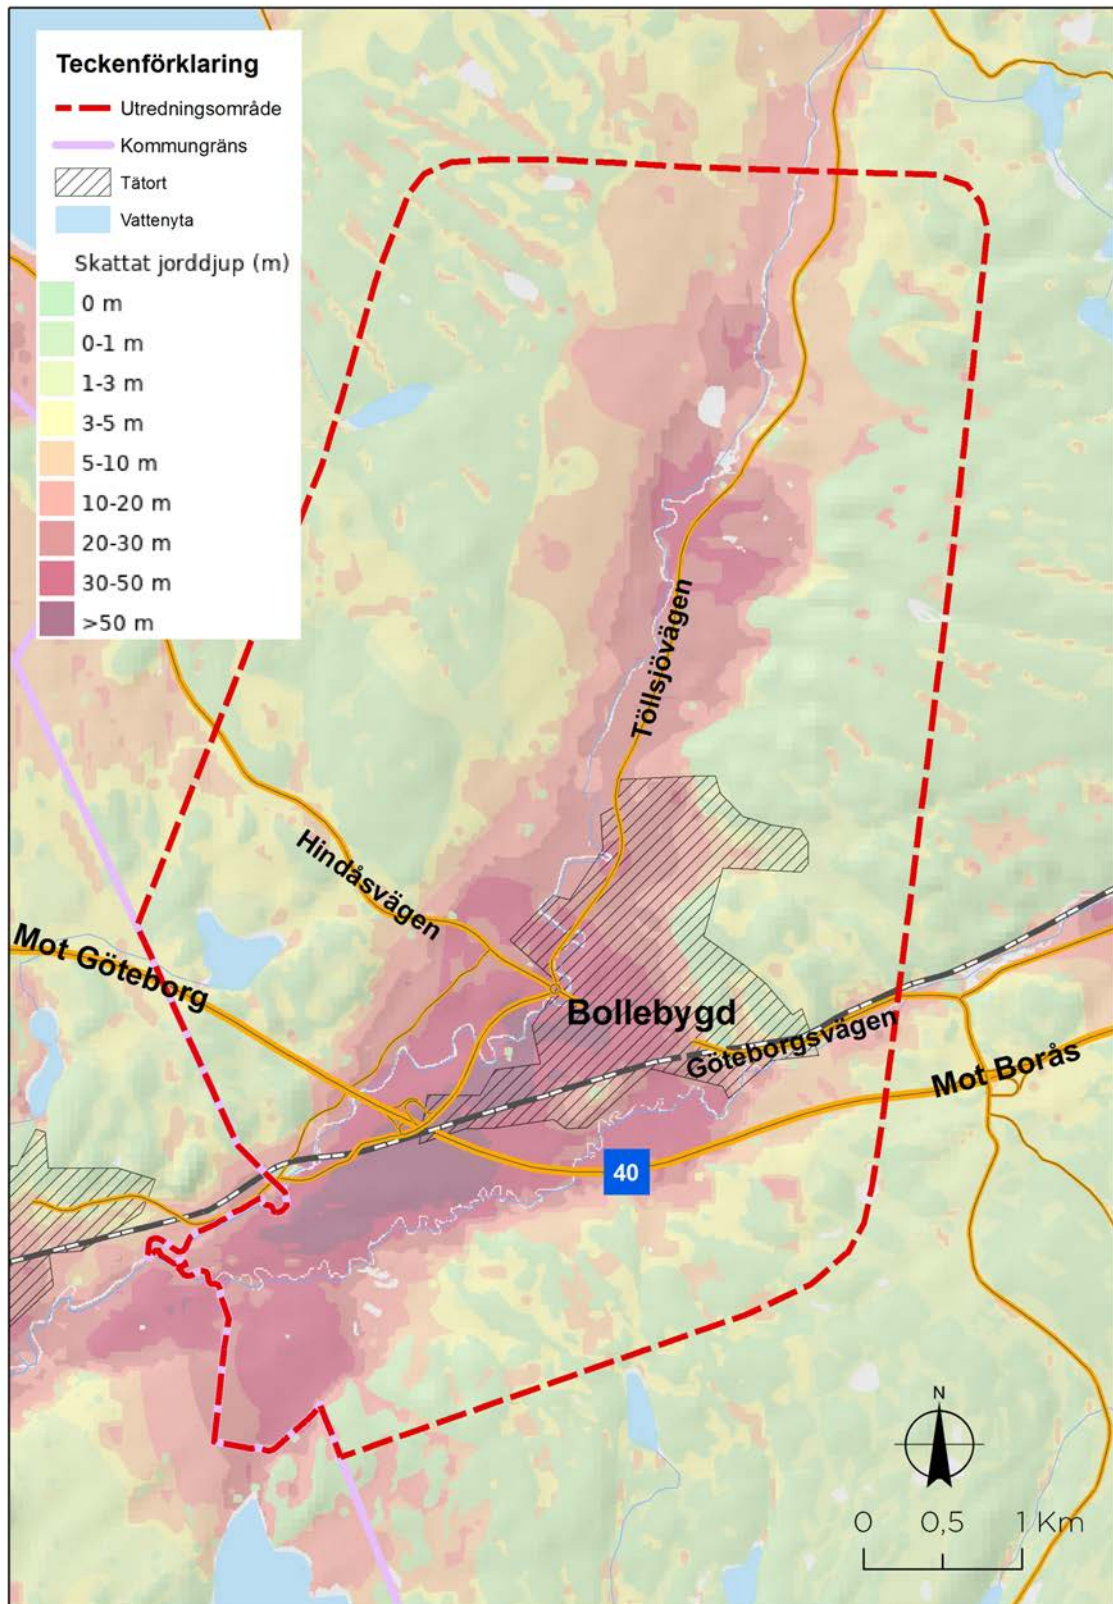 Teckenförklaring
Utredningsområde
Kommungräns
Tätort
Vattenyta
Skattat jorddjup (m)
0 m
0-1 m
1-3 m
3-5 m
5-10 m
10-20 m
20-30 m
30-50 m
>50 m
Töllsjövägen
Hindåsvägen
Mot Göteborg
Bollebygd
Göteborgsvägen
Mot Borås
40
N
0 0,5 1 Km